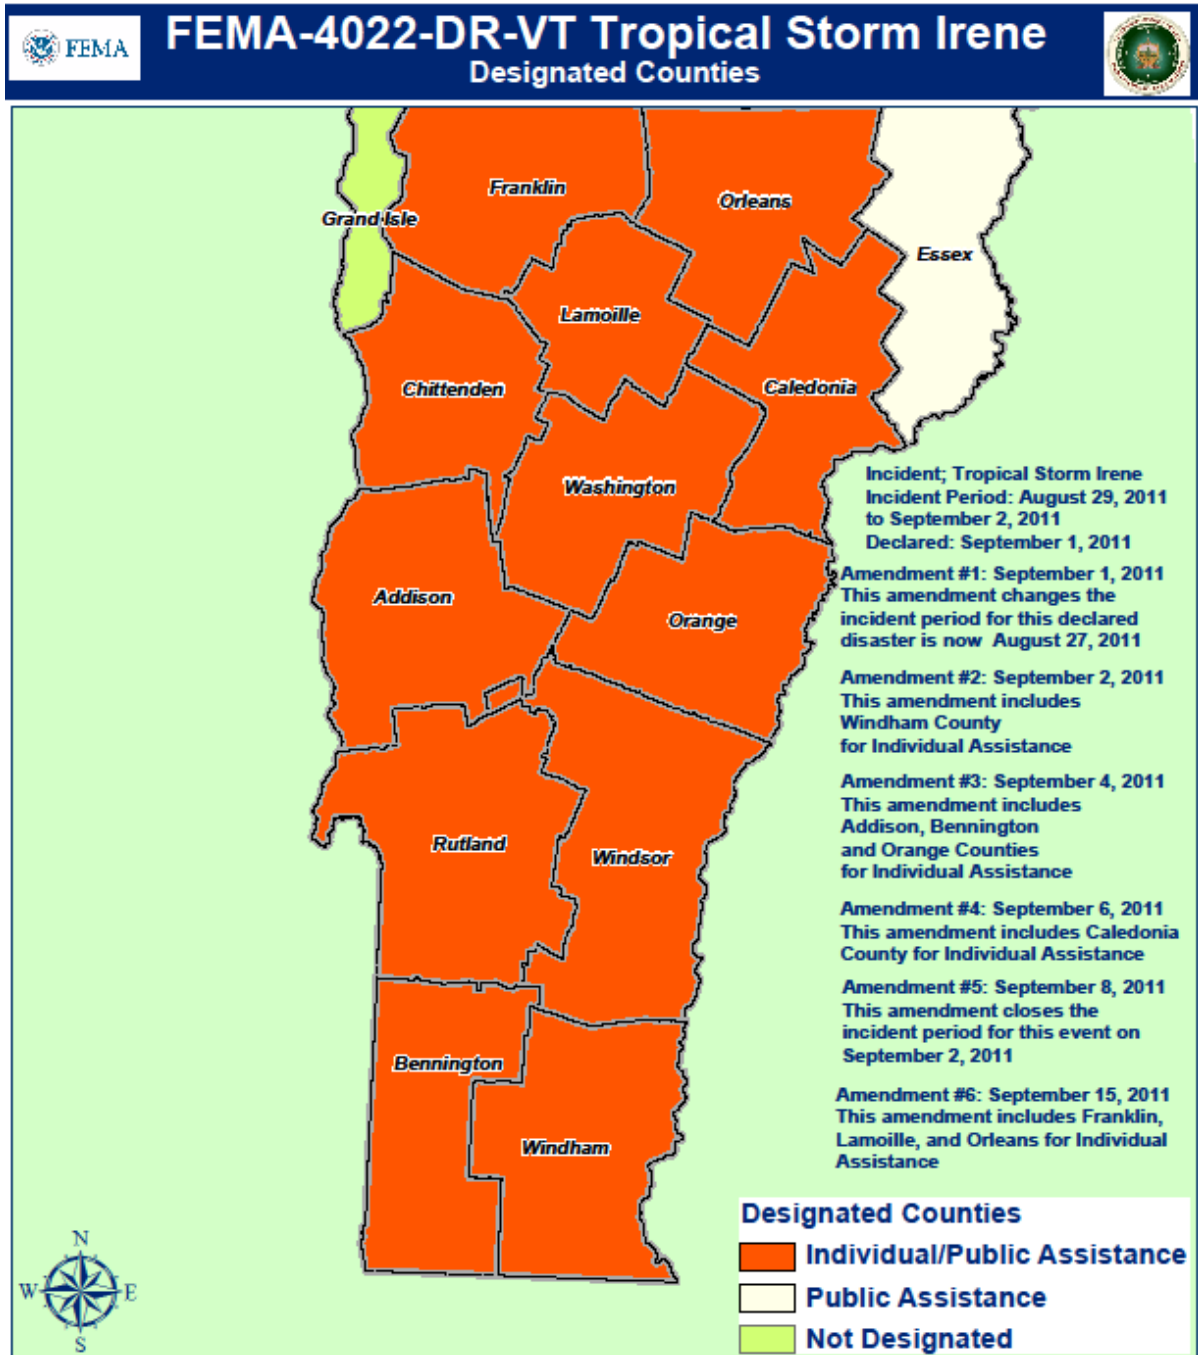 FEMA
FEMA-4022-DR-VT Tropical Storm Irene
Designated Counties
Franklin
Orleans
Grand Isle
Essex
Lamoille
Chittenden
Caledonia
Washington
Addison
Orange
Rutland
Windsor
Bennington
Windham
Incident; Tropical Storm Irene
Incident Period: August 29, 2011
to September 2, 2011
Declared: September 1, 2011
Amendment #1: September 1, 2011
This amendment changes the
incident period for this declared
disaster is now August 27, 2011
Amendment #2: September 2, 2011
This amendment includes
Windham County
for Individual Assistance
Amendment #3: September 4, 2011
This amendment includes
Addison, Bennington
and Orange Counties
for Individual Assistance
Amendment #4: September 6, 2011
This amendment includes Caledonia
County for Individual Assistance
Amendment #5: September 8, 2011
This amendment closes the
incident period for this event on
September 2, 2011
Amendment #6: September 15, 2011
This amendment includes Franklin,
Lamoille, and Orleans for Individual
Assistance
N
W E
S
Designated Counties
Individual/Public Assistance
Public Assistance
Not Designated